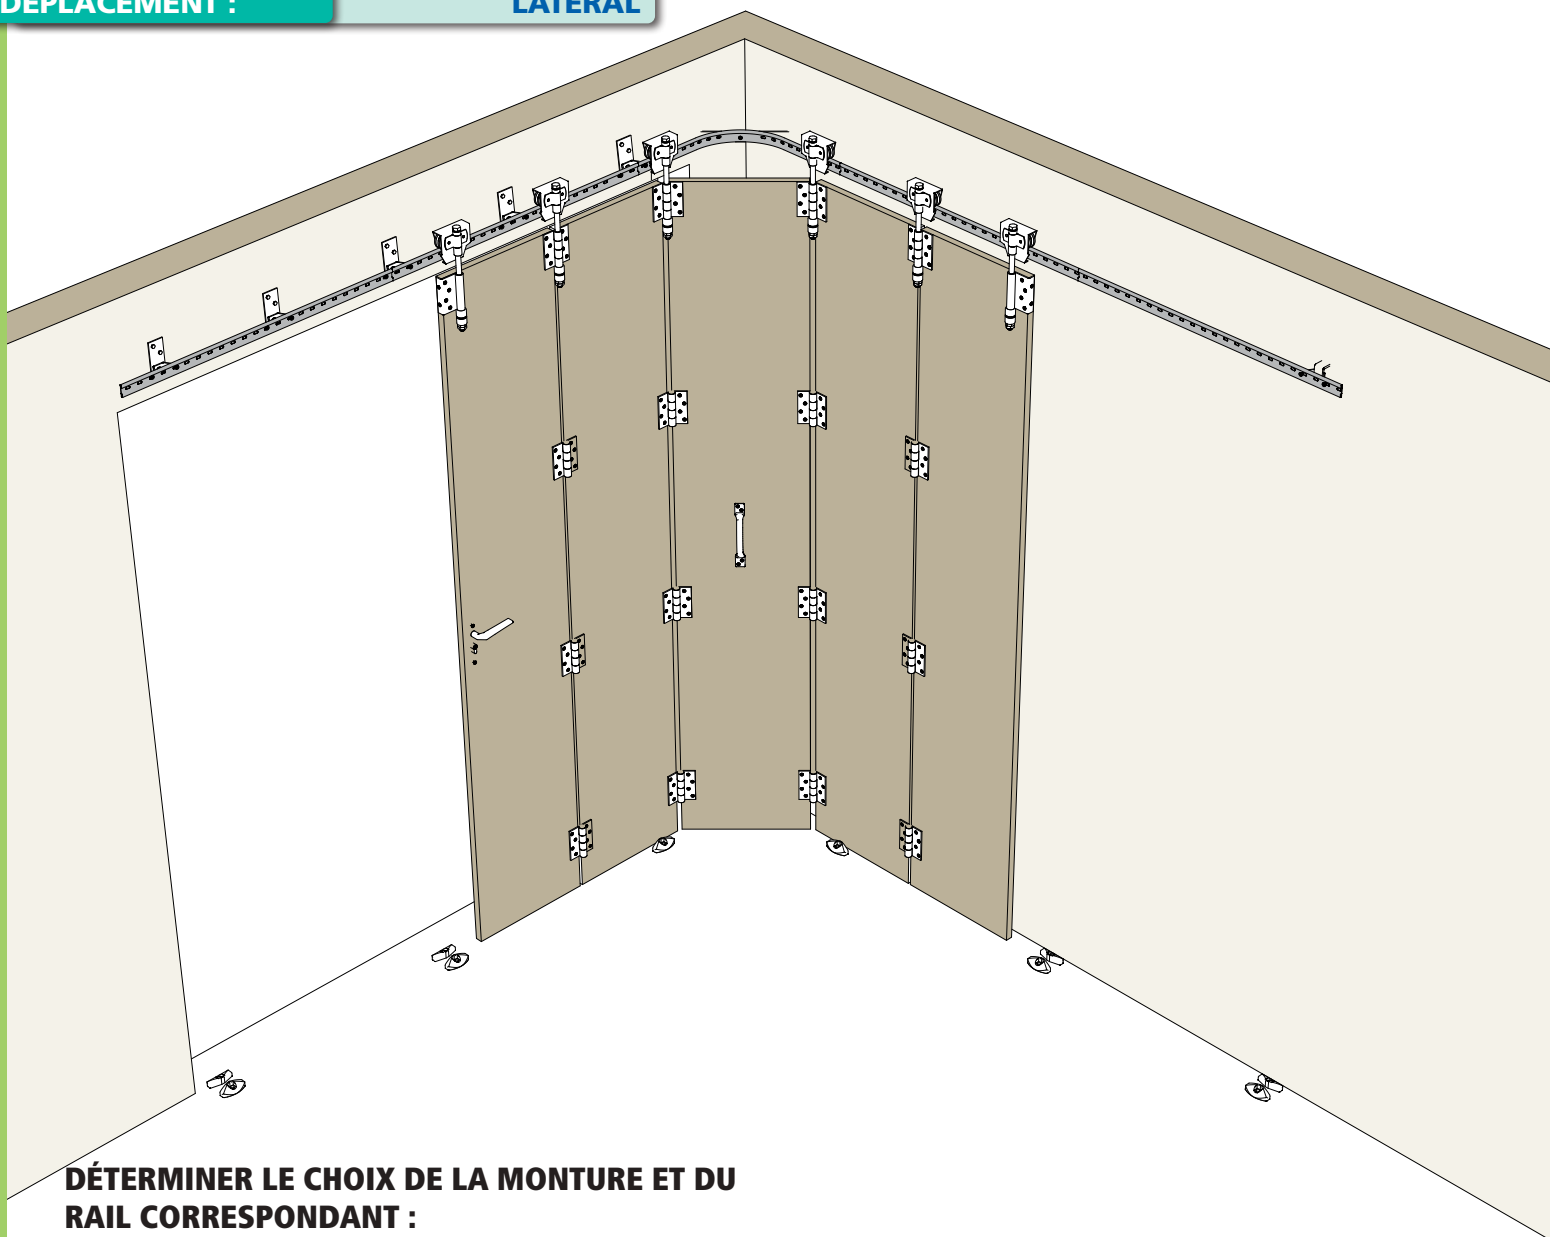 DÉPLACEMENT :
LATÉRAL
DÉTERMINER LE CHOIX DE LA MONTURE ET DU
RAIL CORRESPONDANT :